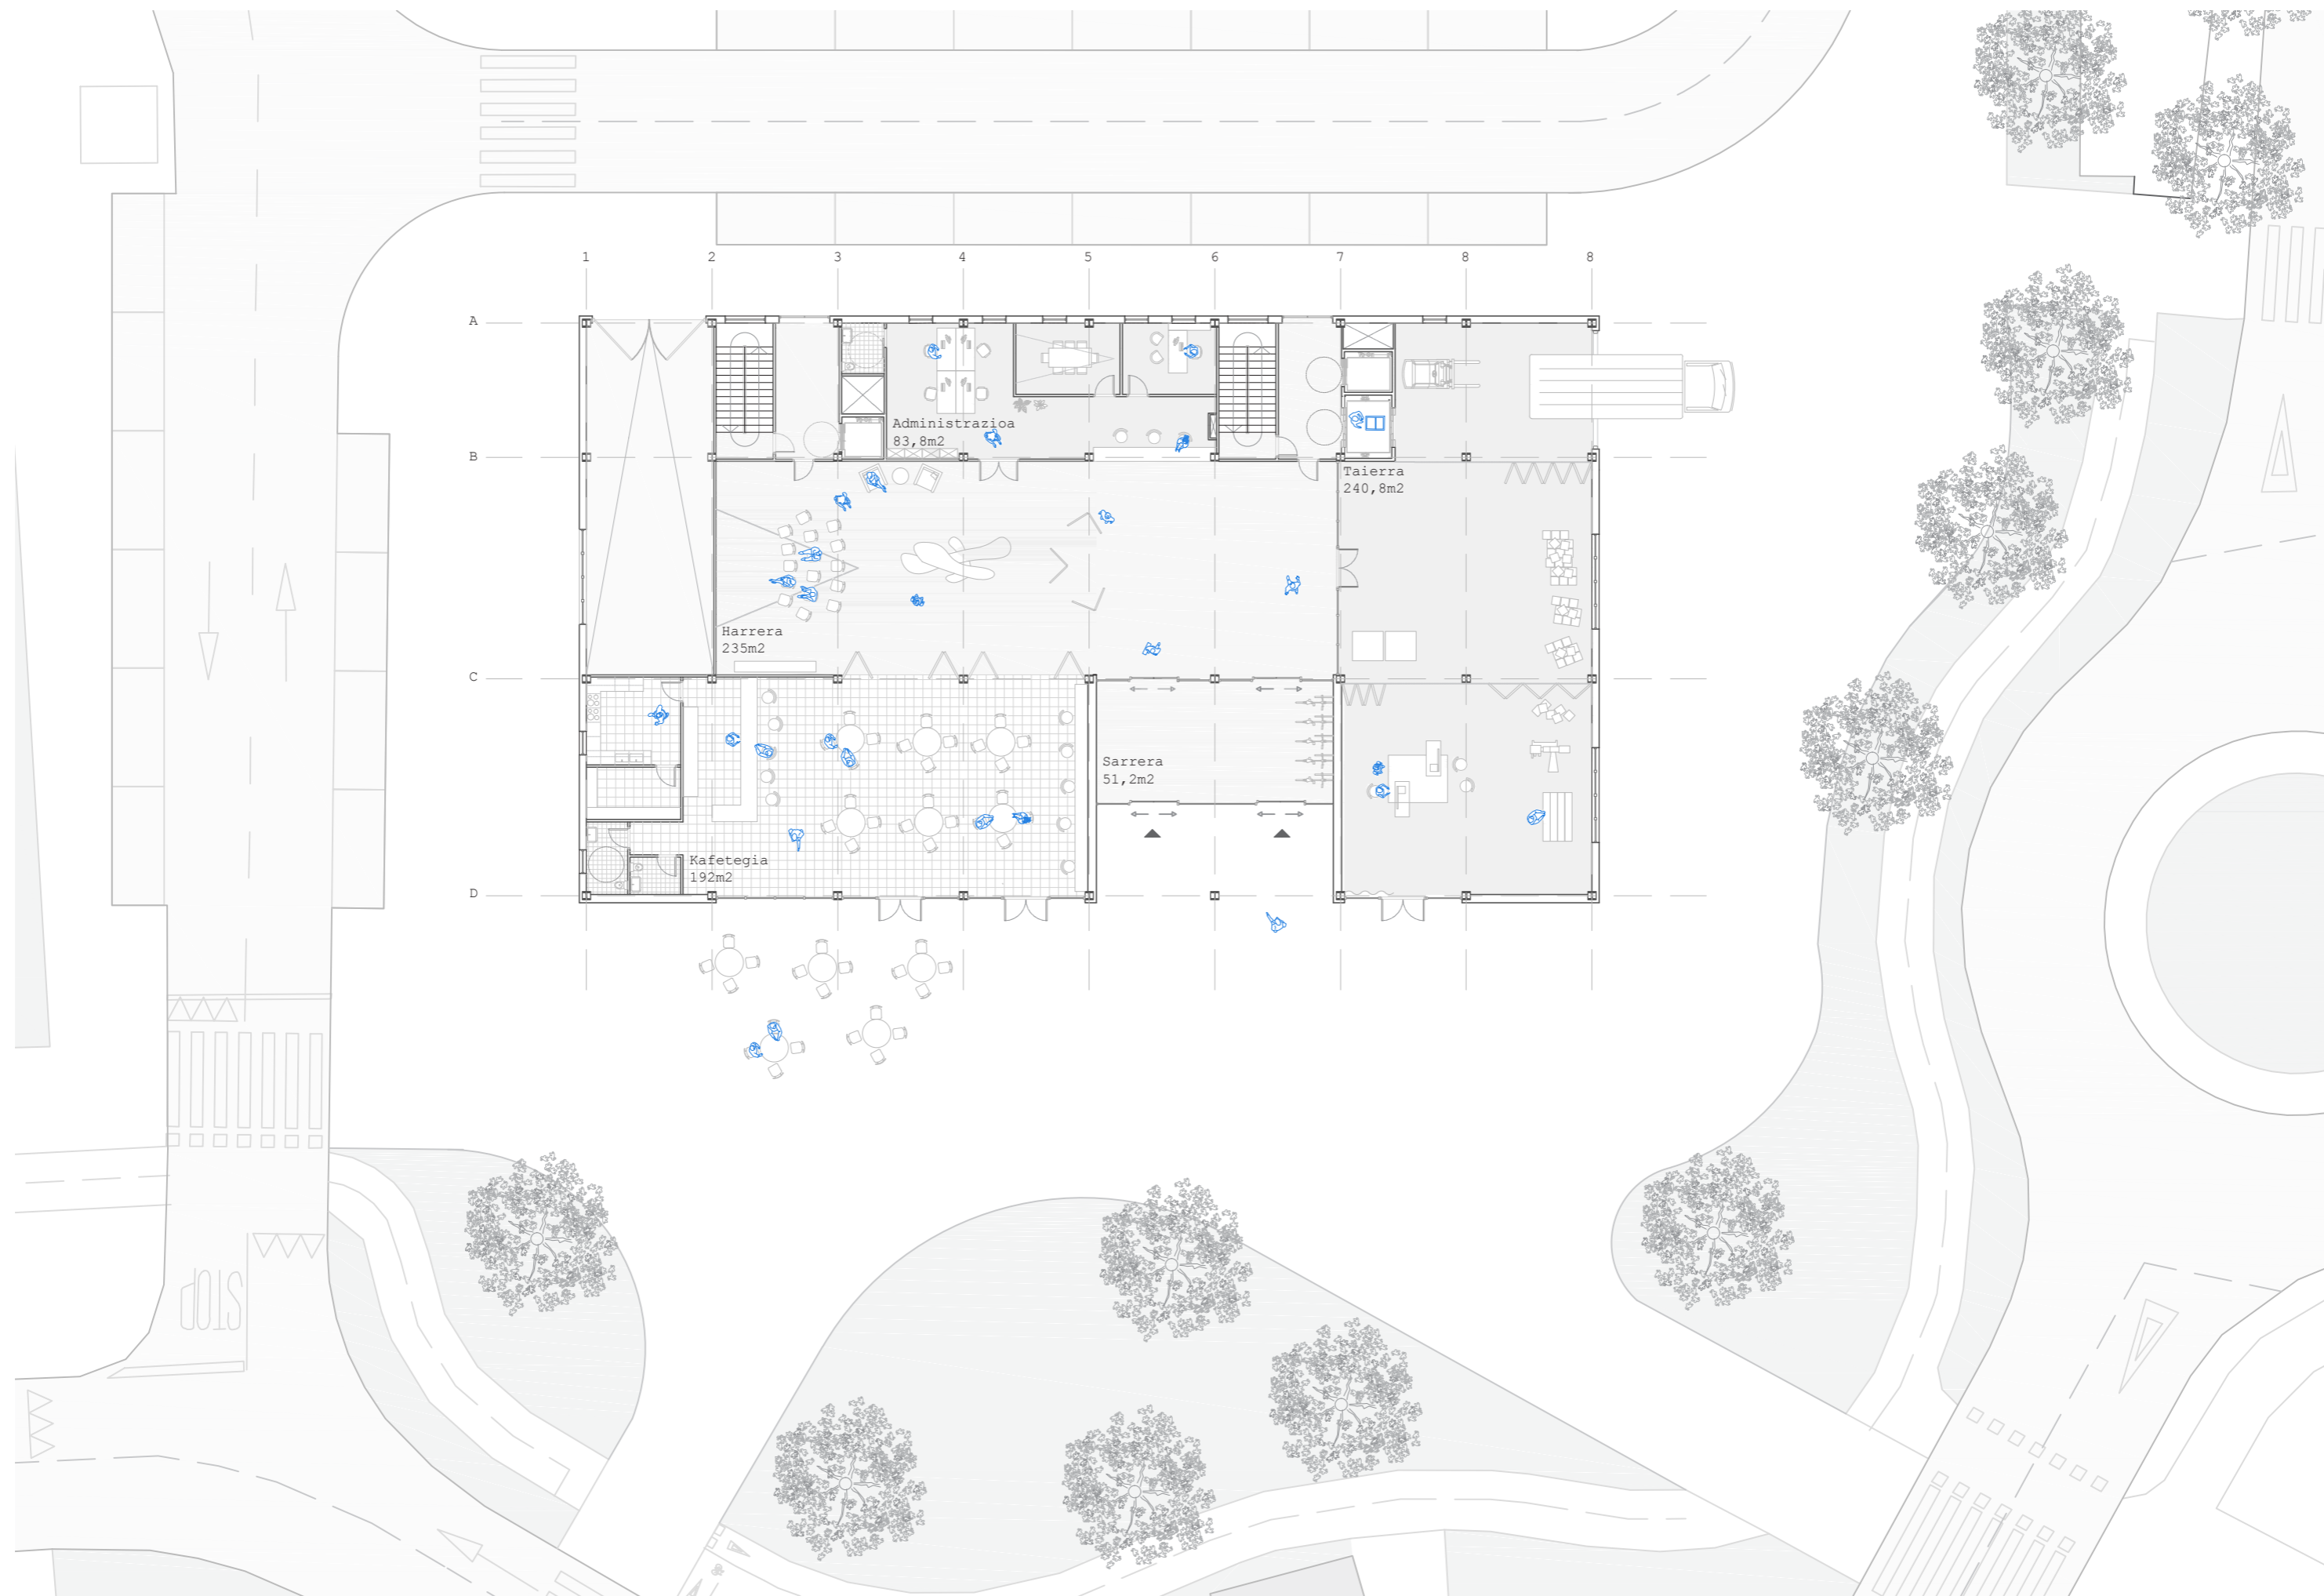 1 2 3 4 5 6 7 8 8
A
B
Administrazioa
83,8m2
Taierra
240,8m2
Harrera
235m2
C
Sarrera
51,2m2
Kafetegia
192m2
D
STOP